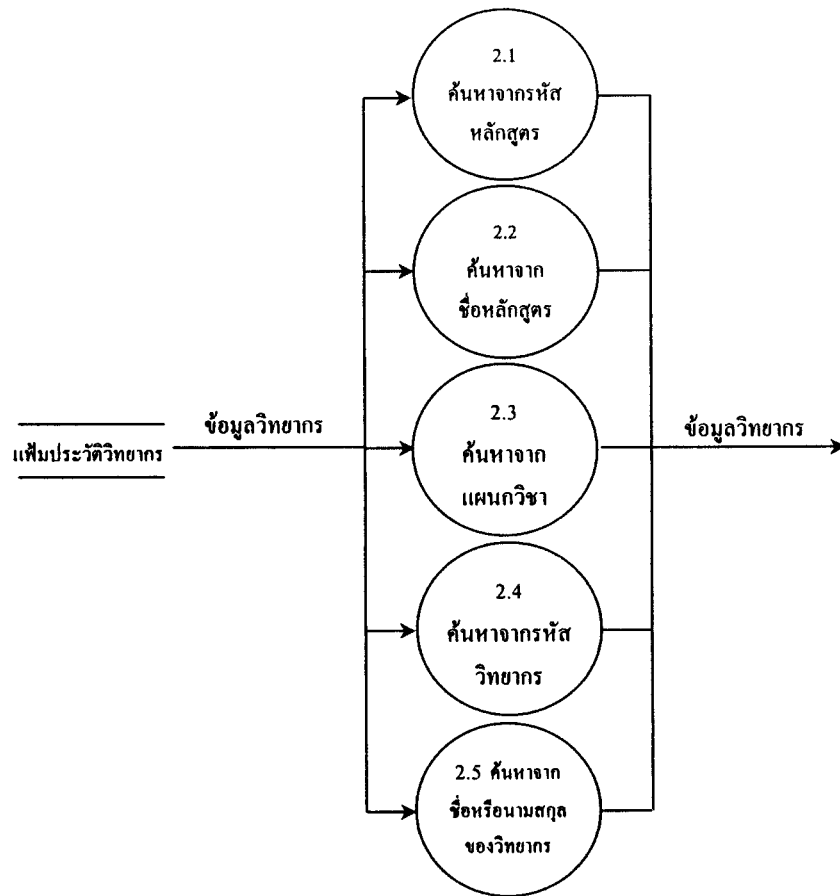 2.1
ค้นหาจากรหัส
หลักสูตร
2.2
ค้นหาจาก
ชื่อหลักสูตร
แฟ้มประวัติวิทยากร
ข้อมูลวิทยากร
2.3
ค้นหาจาก
แผนกวิชา
ข้อมูลวิทยากร
2.4
ค้นหาจากรหัส
วิทยากร
2.5 ค้นหาจาก
ชื่อหรือนามสกุล
ของวิทยากร